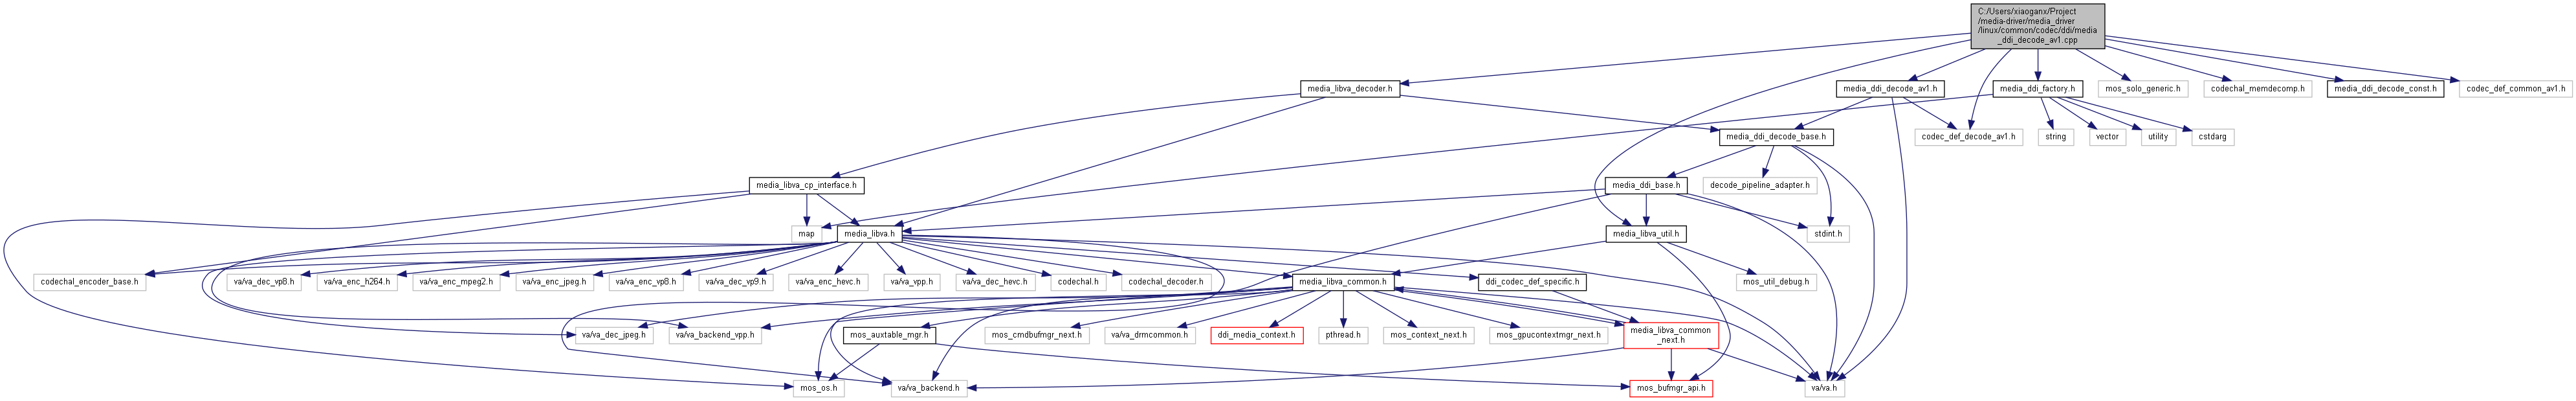 C:/Users/xiaoganx/Project
/media-driver/media_driver
/linux/common/codec/ddi/media
_ddi_decode_av1.cpp
media_libva_decoder.h
media_ddi_decode_av1.h
media_ddi_factory.h
mos_solo_generic.h
codechal_memdecomp.h
media_ddi_decode_const.h
codec_def_common_av1.h
media_ddi_decode_base.h
codec_def_decode_av1.h
string
vector
utility
cstdarg
media_libva_cp_interface.h
media_ddi_base.h
decode_pipeline_adapter.h
map
media_libva.h
media_libva_util.h
stdint.h
codechal_encoder_base.h
va/va_dec_vp8.h
va/va_enc_h264.h
va/va_enc_mpeg2.h
va/va_enc_jpeg.h
va/va_enc_vp8.h
va/va_dec_vp9.h
va/va_enc_hevc.h
va/va_vpp.h
va/va_dec_hevc.h
codechal.h
codechal_decoder.h
media_libva_common.h
ddi_codec_def_specific.h
mos_util_debug.h
va/va_dec_jpeg.h
va/va_backend_vpp.h
mos_auxtable_mgr.h
mos_cmdbufmgr_next.h
va/va_drmcommon.h
ddi_media_context.h
pthread.h
mos_context_next.h
mos_gpucontextmgr_next.h
media_libva_common
_next.h
mos_os.h
va/va_backend.h
mos_bufmgr_api.h
va/va.h